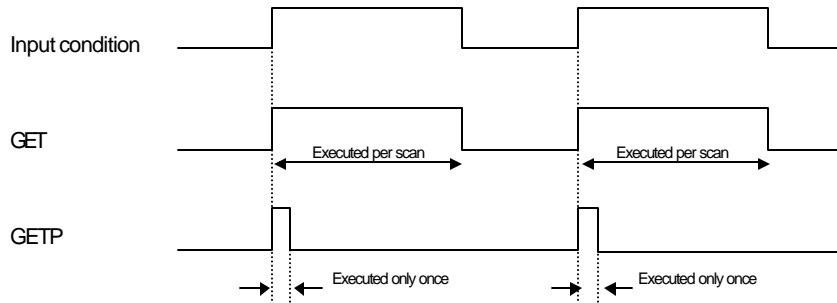 Input condition
GET
Executed per scan
Executed per scan
GETP
Executed only once
Executed only once